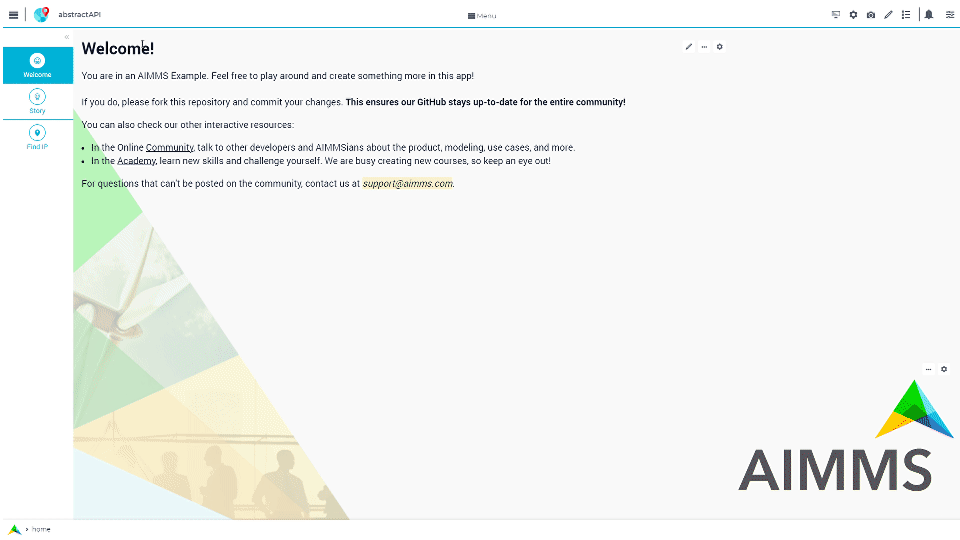 abstractAPI
Menu
Welcome
Story
Find IP
Welcome!
You are in an AIMMS Example. Feel free to play around and create something more in this app!
If you do, please fork this repository and commit your changes. This ensures our GitHub stays up-to-date for the entire community!
You can also check our other interactive resources:
In the Online Community, talk to other developers and AIMMSians about the product, modeling, use cases, and more.
In the Academy, learn new skills and challenge yourself. We are busy creating new courses, so keep an eye out!
For questions that can't be posted on the community, contact us at support@aimms.com.
AIMMS
home